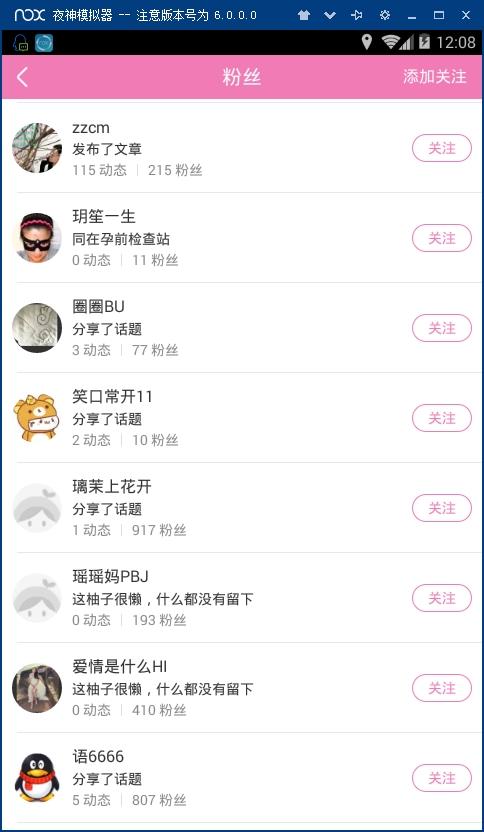 nox 夜神模拟器 -- 注意版本号为 6.0.0.0
12:08
粉丝 添加关注
zzcm
发布了文章 关注
115 动态 215 粉丝
玥笙一生
同在孕前检查站 关注
0 动态 11 粉丝
圈圈BU
分享了话题 关注
3 动态 77 粉丝
笑口常开11
分享了话题 关注
2 动态 10 粉丝
璃茉上花开
分享了话题 关注
1 动态 917 粉丝
瑶瑶妈PBJ
这柚子很懒，什么都没有留下 关注
0 动态 193 粉丝
爱情是什么HI
这柚子很懒，什么都没有留下 关注
0 动态 410 粉丝
语6666
分享了话题 关注
5 动态 807 粉丝